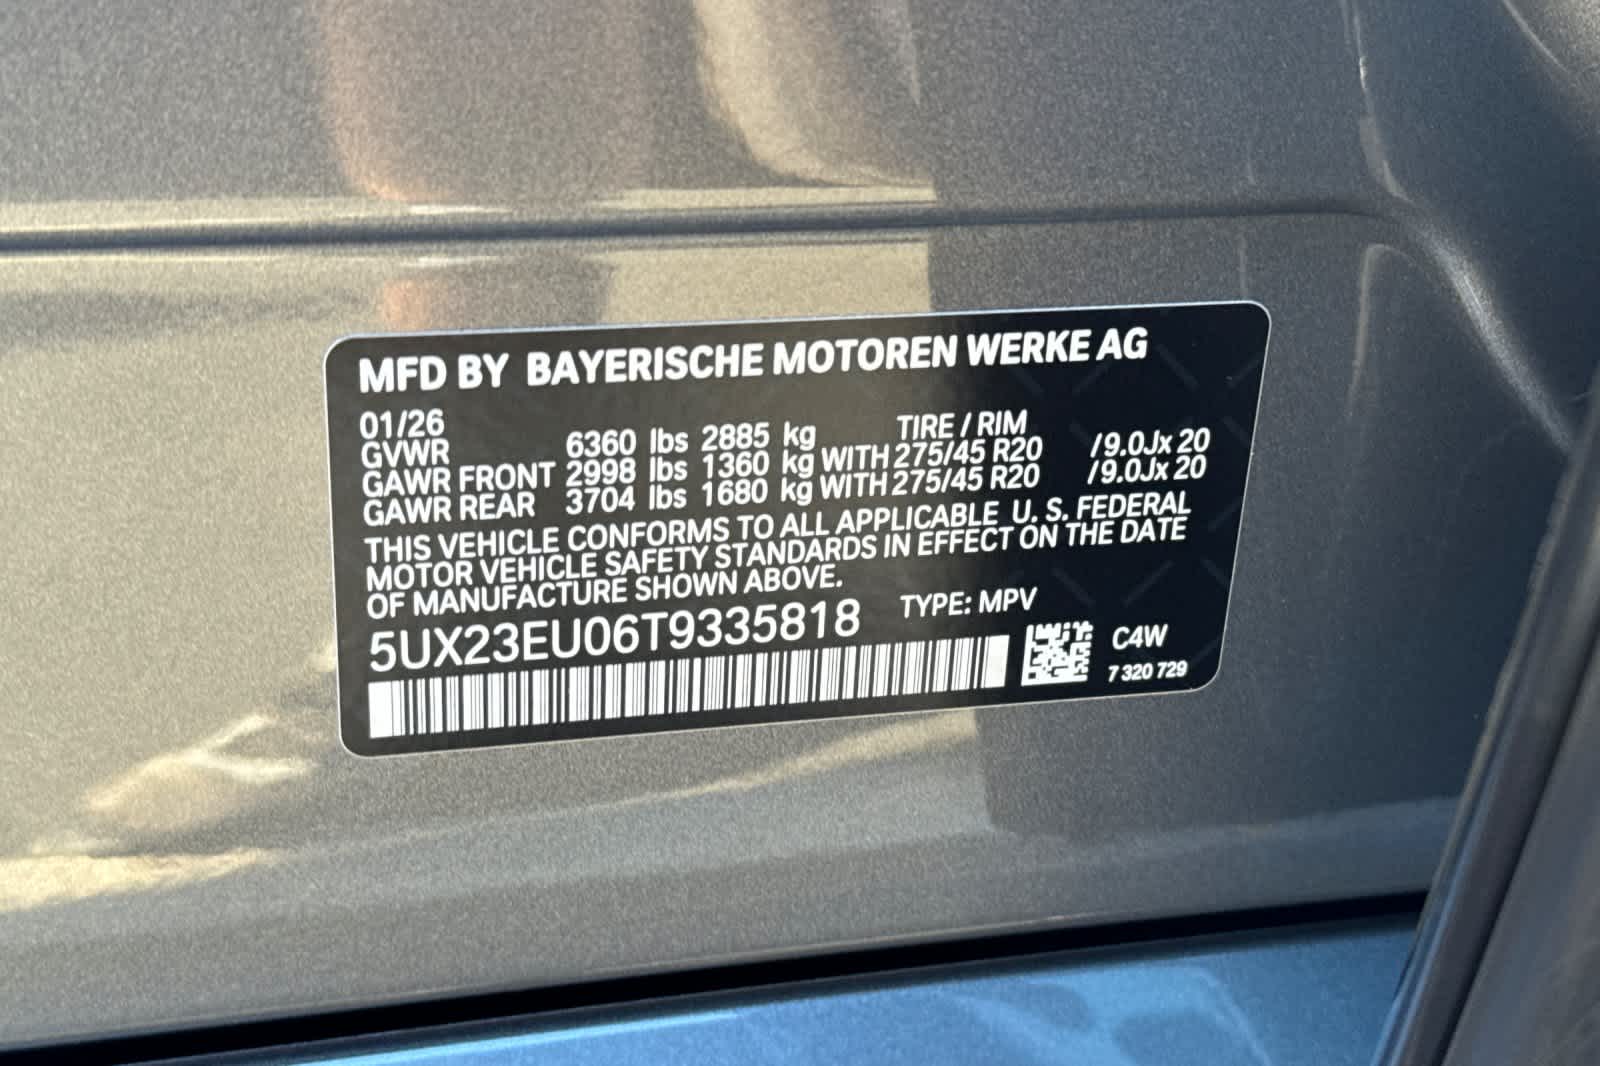 MFD BY BAYERISCHE MOTOREN WERKE AG
01/26 TIRE / RIM
GVWR 6360 lbs 2885 kg
GAWR FRONT 2998 lbs 1360 kg WITH 275/45 R20 /9.0Jx 20
GAWR REAR 3704 lbs 1680 kg WITH 275/45 R20 /9.0Jx 20
THIS VEHICLE CONFORMS TO ALL APPLICABLE U. S. FEDERAL
MOTOR VEHICLE SAFETY STANDARDS IN EFFECT ON THE DATE
OF MANUFACTURE SHOWN ABOVE.
5UX23EU06T9335818 TYPE: MPV
C4W
7 320 729